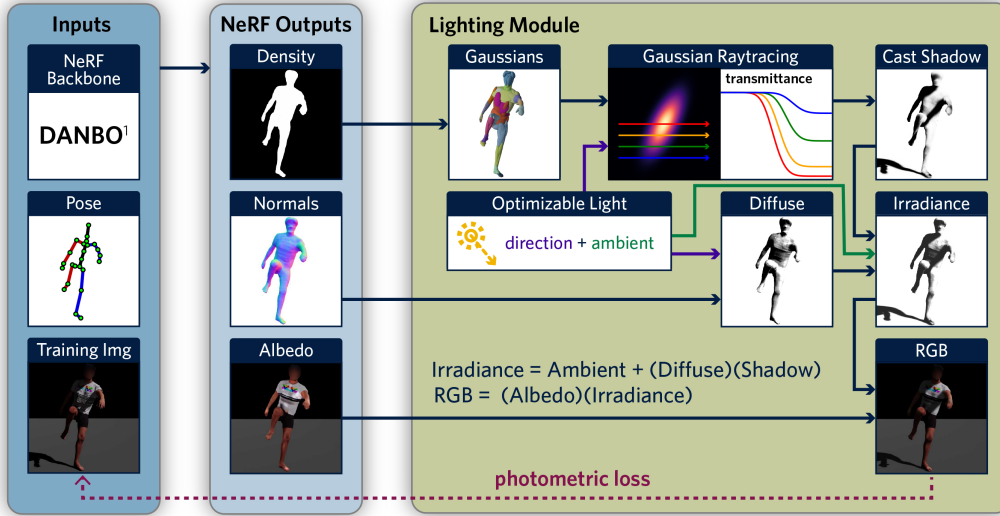 Inputs
NeRF
Backbone
DANBO¹
Pose
Training Img
NeRF Outputs
Density
Normals
Albedo
Lighting Module
Gaussians
Gaussian Raytracing
transmittance
Cast Shadow
Optimizable Light
direction + ambient
Diffuse
Irradiance
Irradiance = Ambient + (Diffuse)(Shadow)
RGB = (Albedo)(Irradiance)
RGB
photometric loss